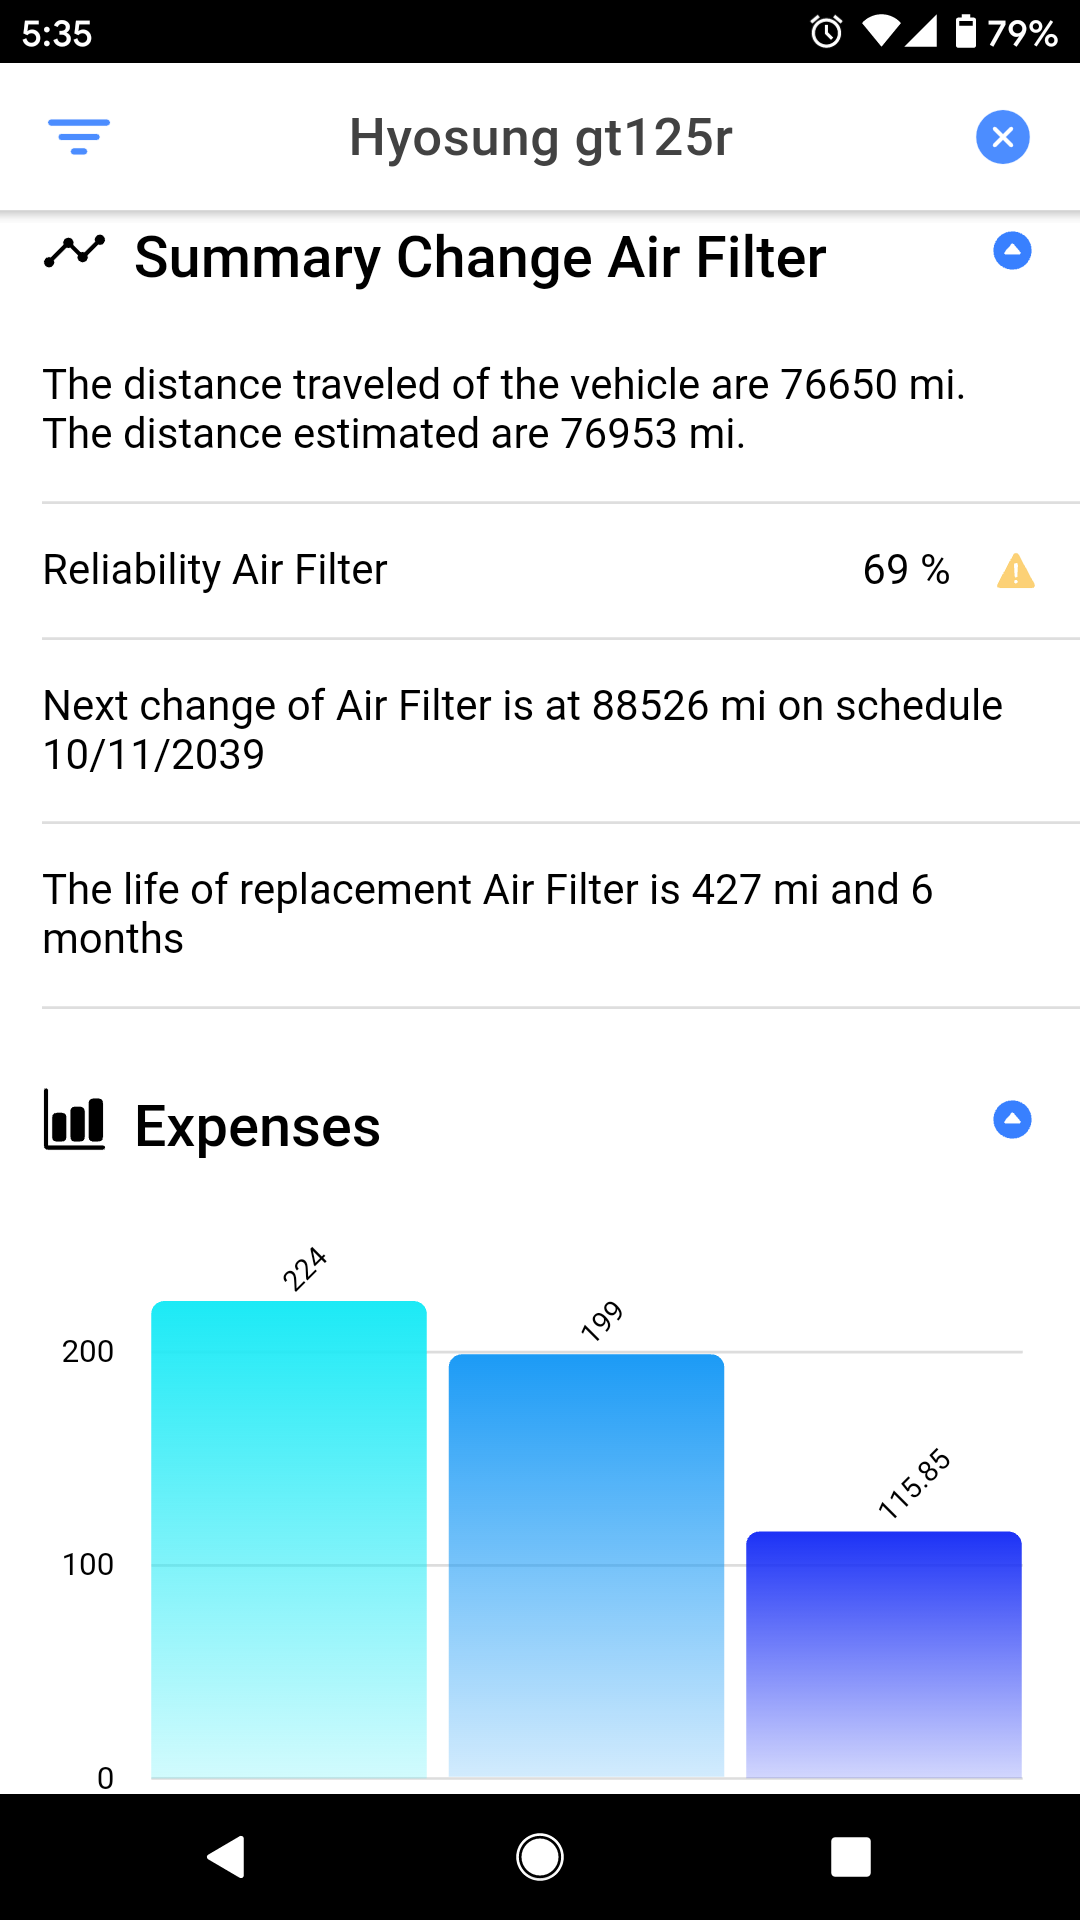 5:35
79%
Hyosung gt125r
Summary Change Air Filter
The distance traveled of the vehicle are 76650 mi.
The distance estimated are 76953 mi.
Reliability Air Filter
69 %
Next change of Air Filter is at 88526 mi on schedule
10/11/2039
The life of replacement Air Filter is 427 mi and 6
months
Expenses
224
199
200
115.85
100
0